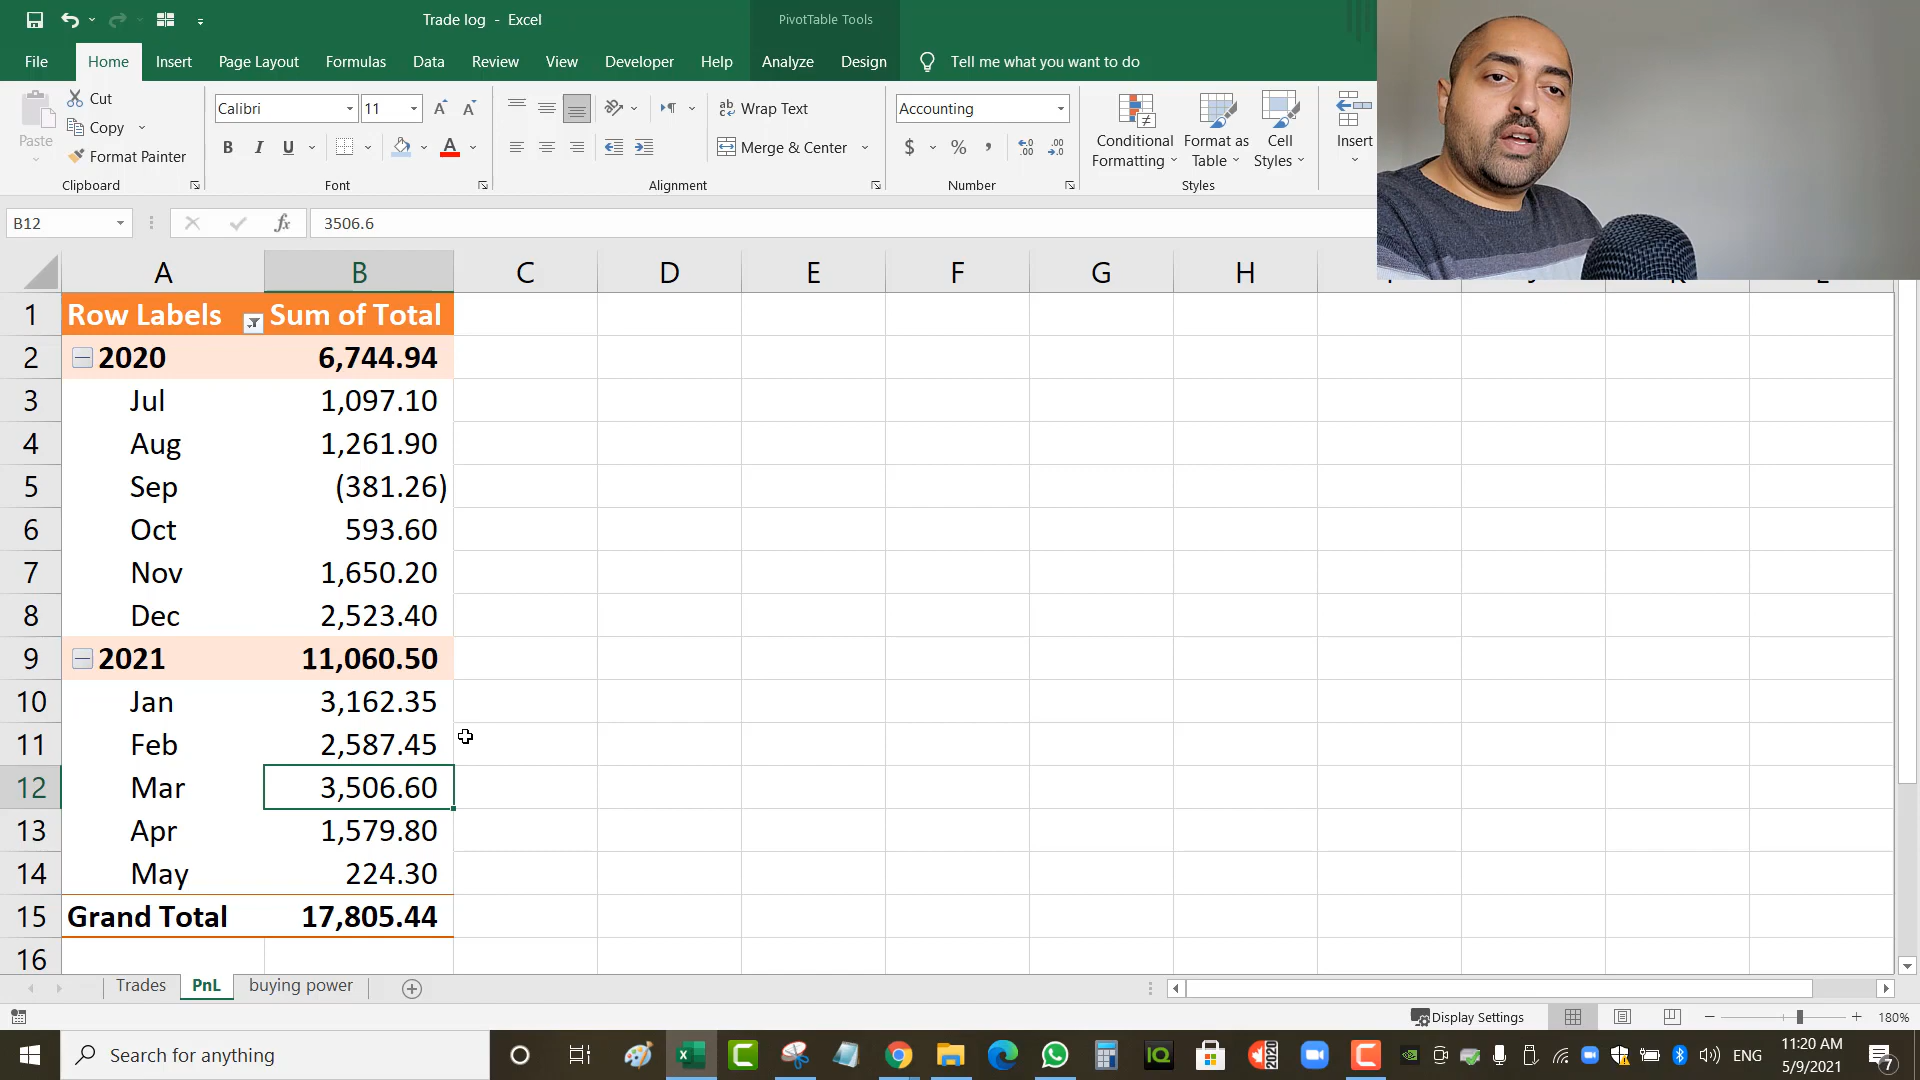 Trade log - Excel
PivotTable Tools
File Home Insert Page Layout Formulas Data Review View Developer Help Analyze Design Tell me what you want to do
Paste
Cut
Copy
Format Painter
Clipboard
Calibri 11
B I U
Font
Wrap Text
Merge & Center
Alignment
Accounting
$ % ,
Number
Conditional Formatting
Format as Table
Cell Styles
Styles
Insert
B12 fx 3506.6
A B C D E F G H
1 Row Labels Sum of Total
2 2020 6,744.94
3 Jul 1,097.10
4 Aug 1,261.90
5 Sep (381.26)
6 Oct 593.60
7 Nov 1,650.20
8 Dec 2,523.40
9 2021 11,060.50
10 Jan 3,162.35
11 Feb 2,587.45
12 Mar 3,506.60
13 Apr 1,579.80
14 May 224.30
15 Grand Total 17,805.44
16
Trades PnL buying power
Display Settings 180%
Search for anything
ENG
11:20 AM
5/9/2021
7